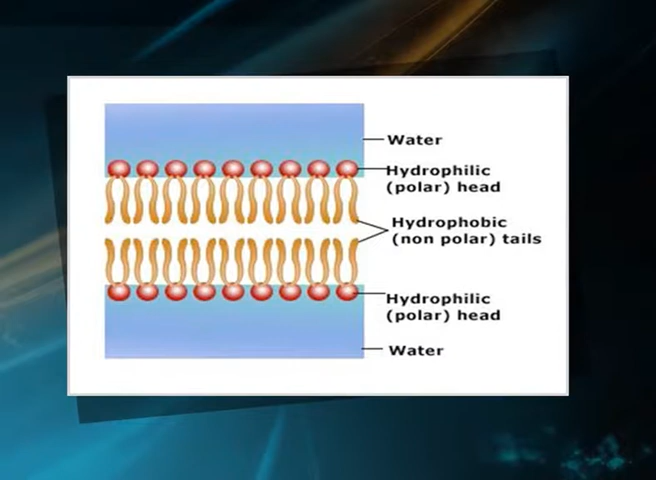 Water
Hydrophilic
(polar) head
Hydrophobic
(non polar) tails
Hydrophilic
(polar) head
Water